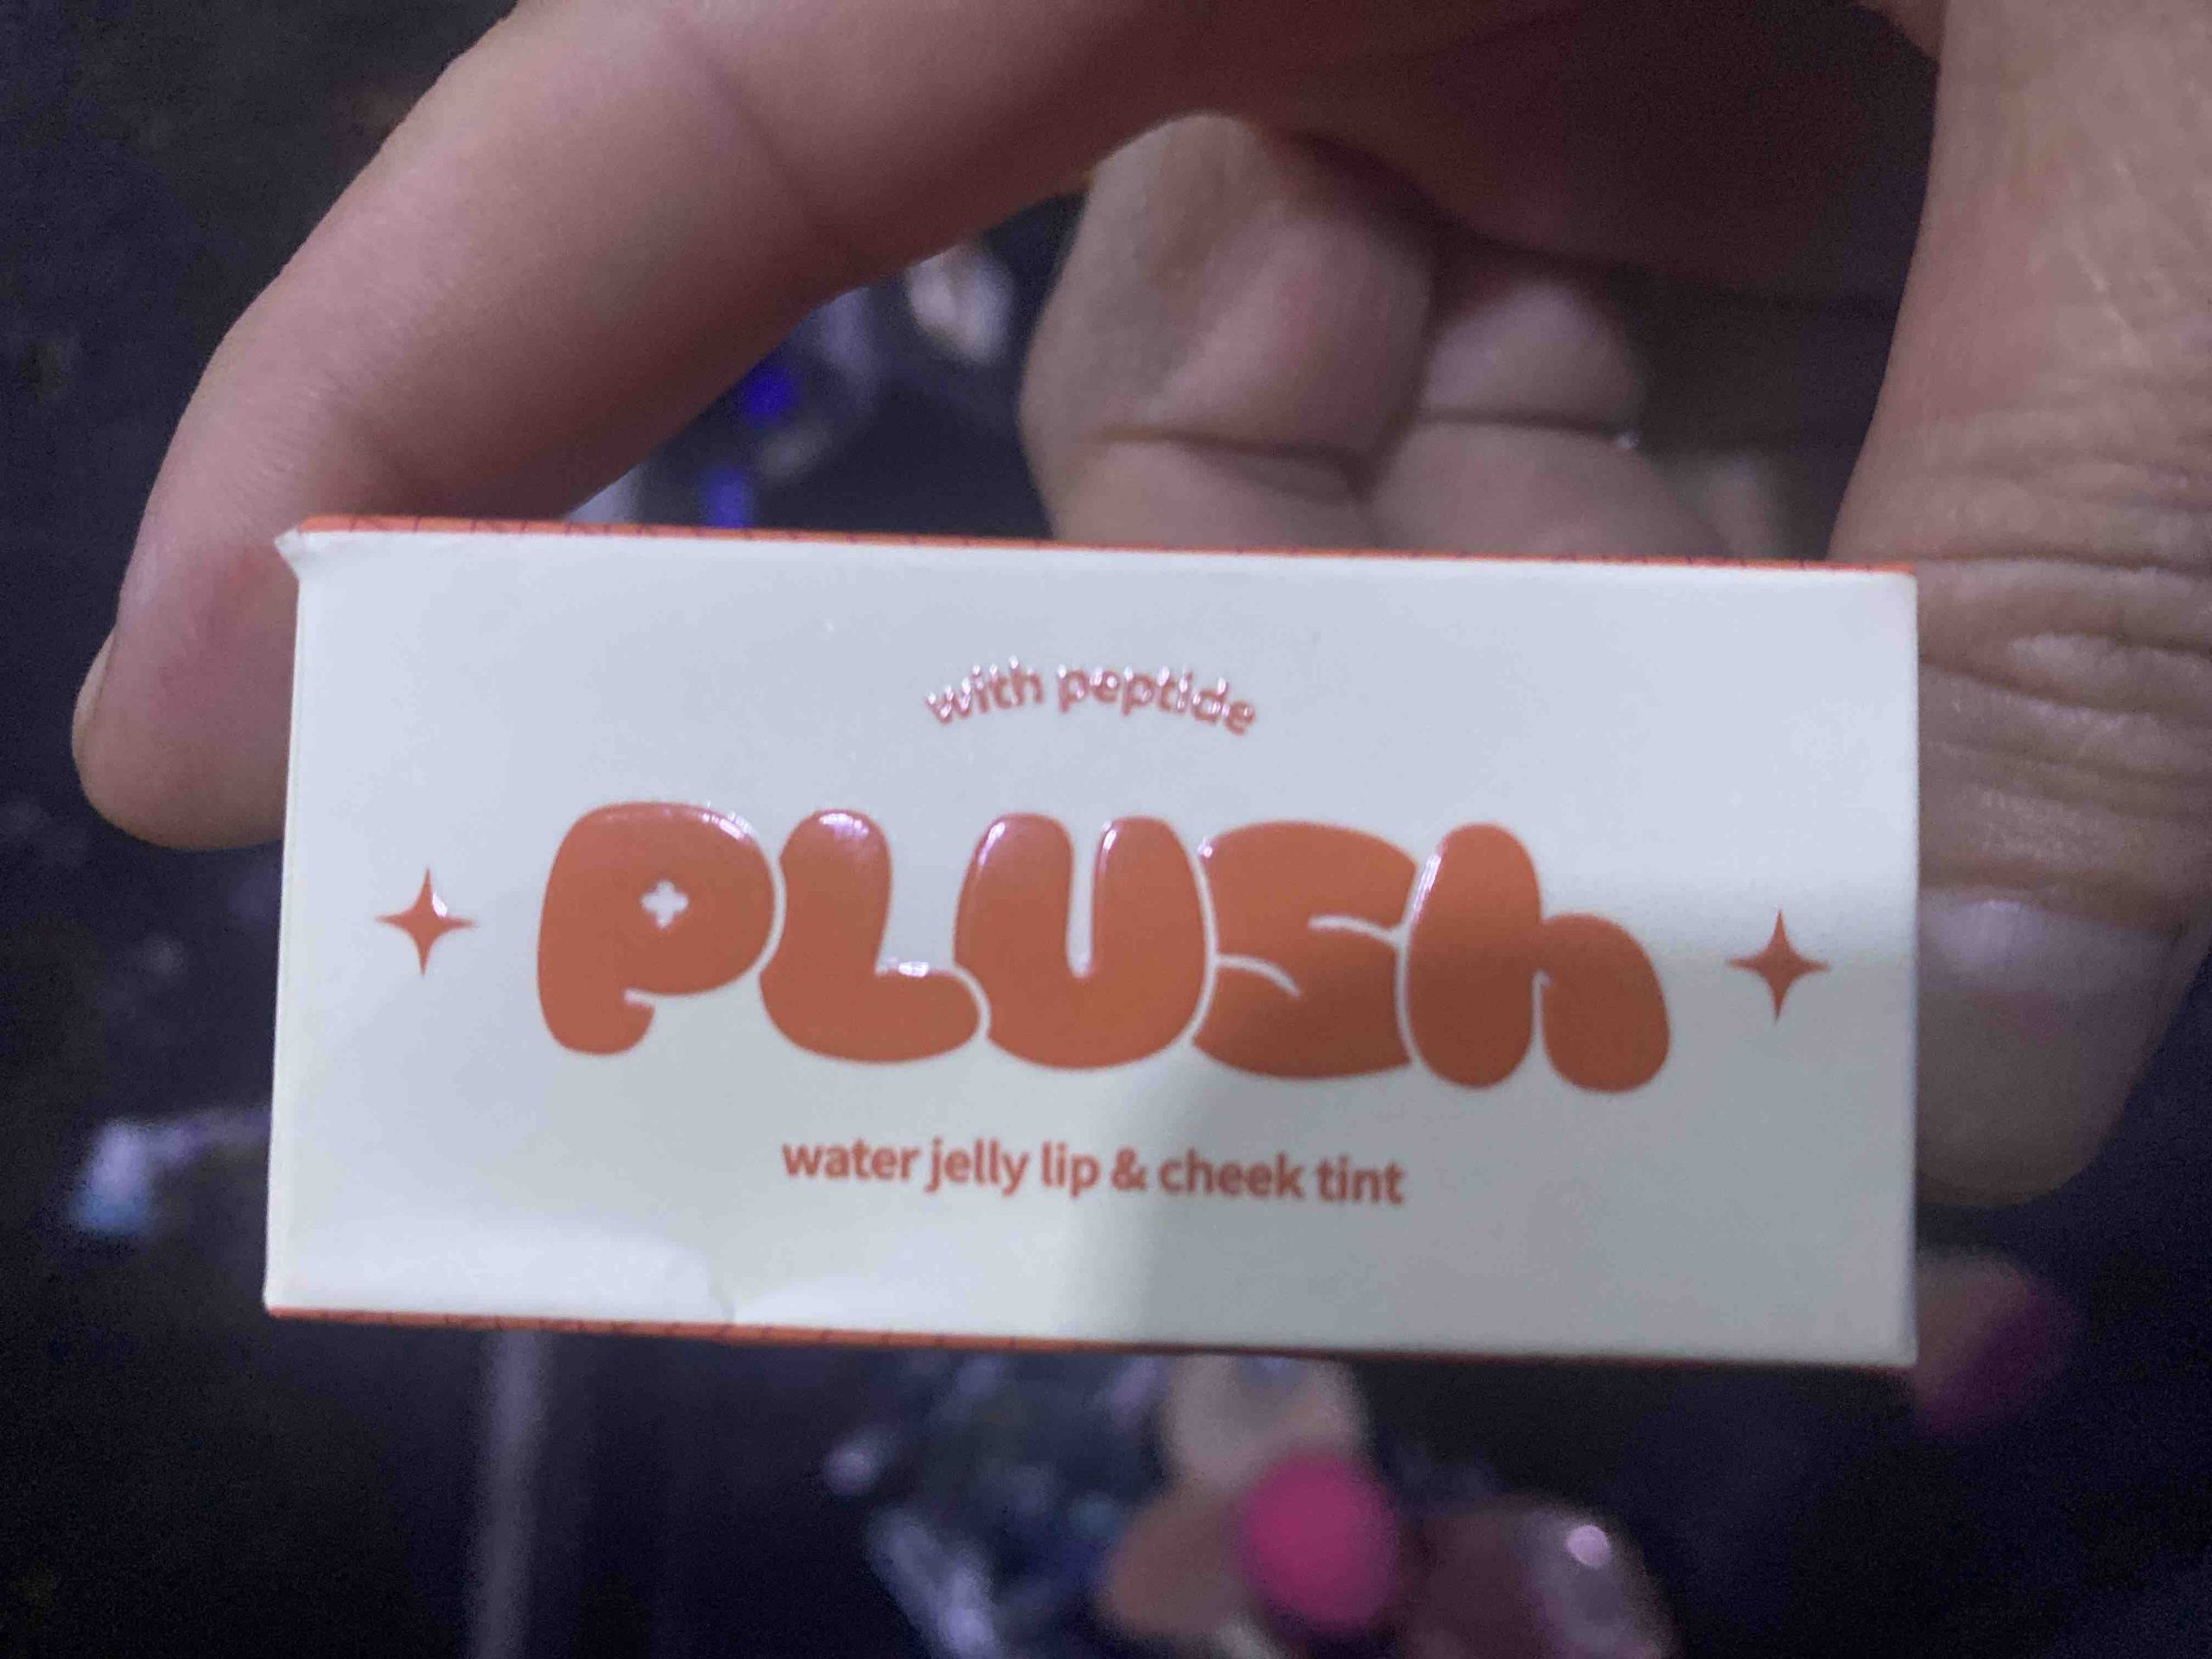 with peptide
PLUSh
water jelly lip & cheek tint